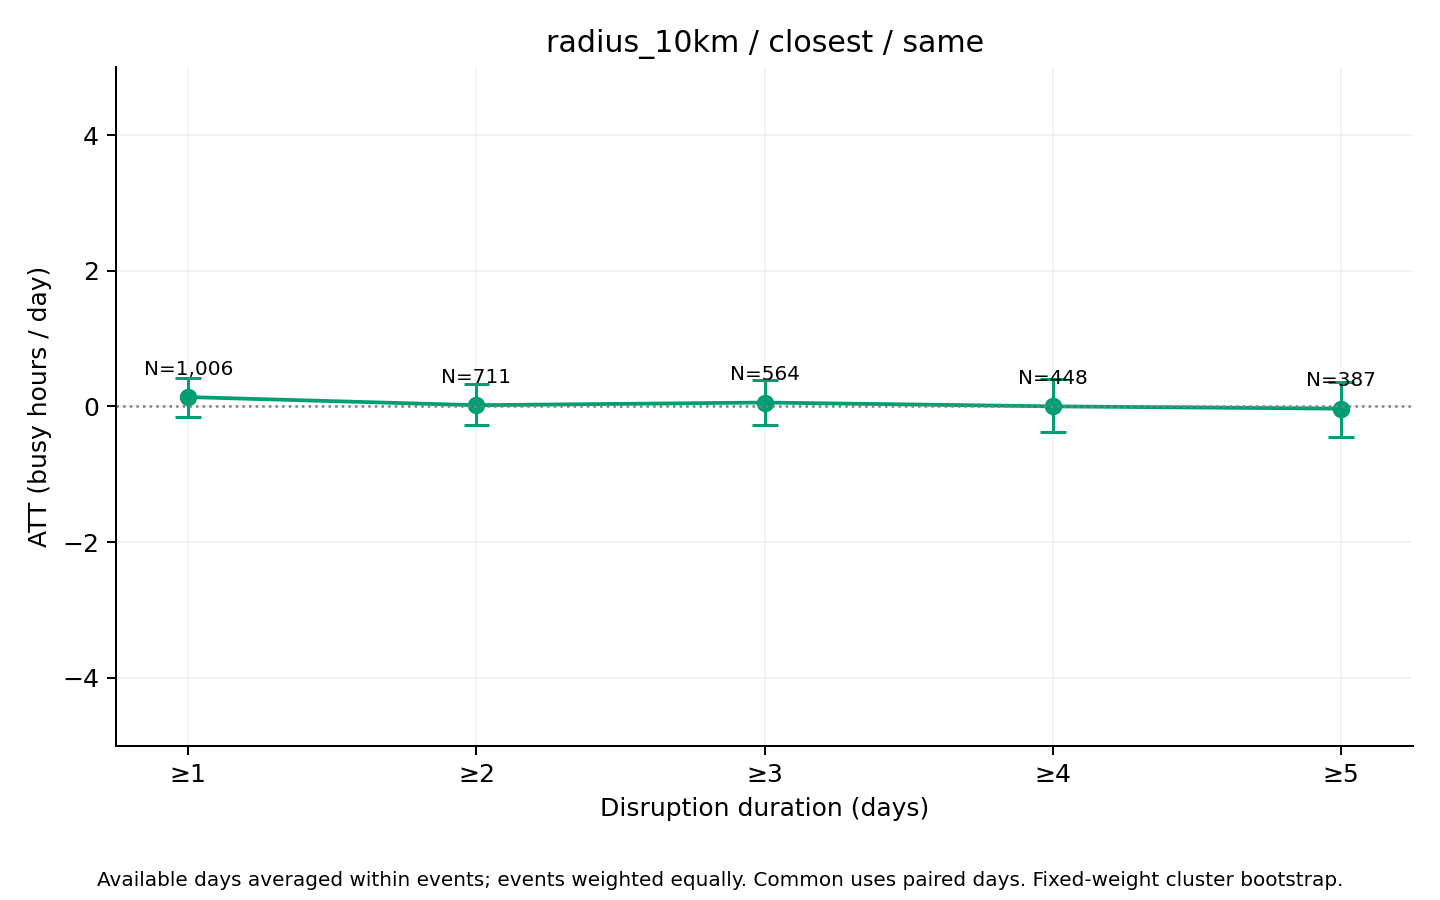 radius_10km / closest / same
ATT (busy hours / day)
4
2
0
−2
−4
N=1,006
N=711
N=564
N=448
N=387
≥1
≥2
≥3
≥4
≥5
Disruption duration (days)
Available days averaged within events; events weighted equally. Common uses paired days. Fixed-weight cluster bootstrap.